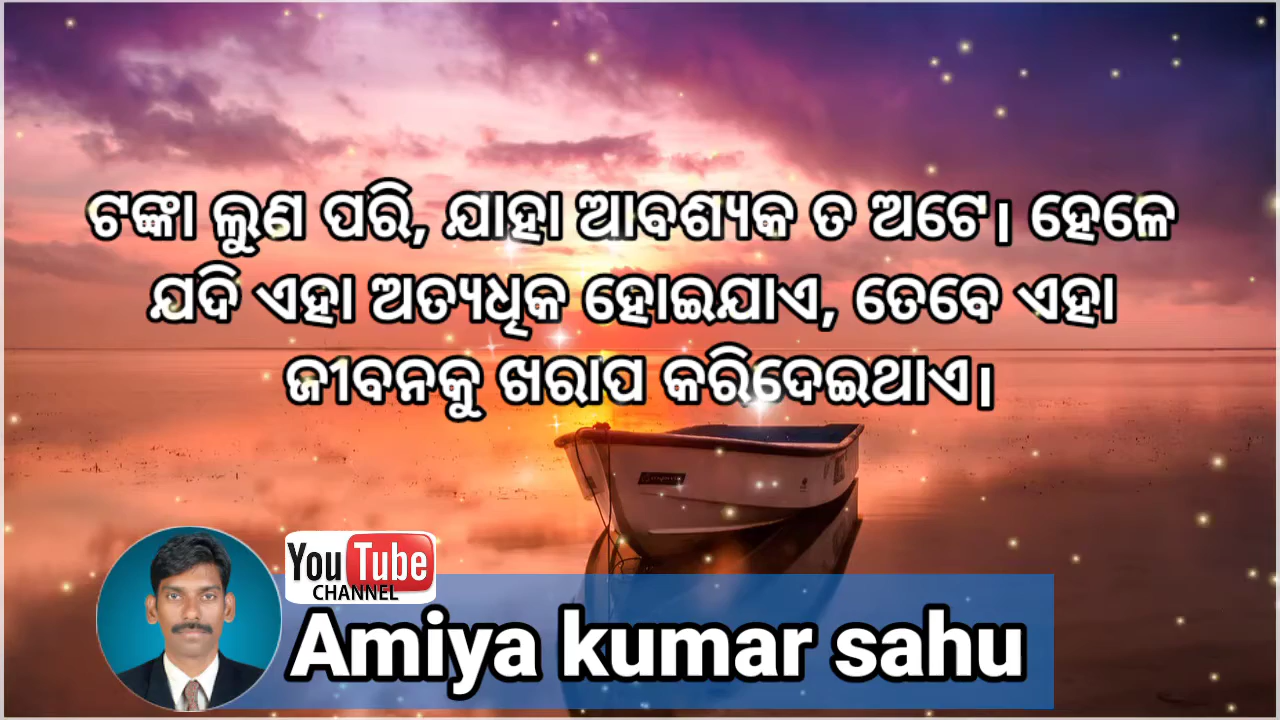 ଟଙ୍କା ଲୁଣ ପରି, ଯାହା ଆବଶ୍ୟକ ତ ଅଟେ। ହେଲେ
ଯଦି ଏହା ଅତ୍ୟଧିକ ହୋଇଯାଏ, ତେବେ ଏହା
ଜୀବନକୁ ଖରାପ କରିଦେଇଥାଏ।
YouTube
CHANNEL
Amiya kumar sahu